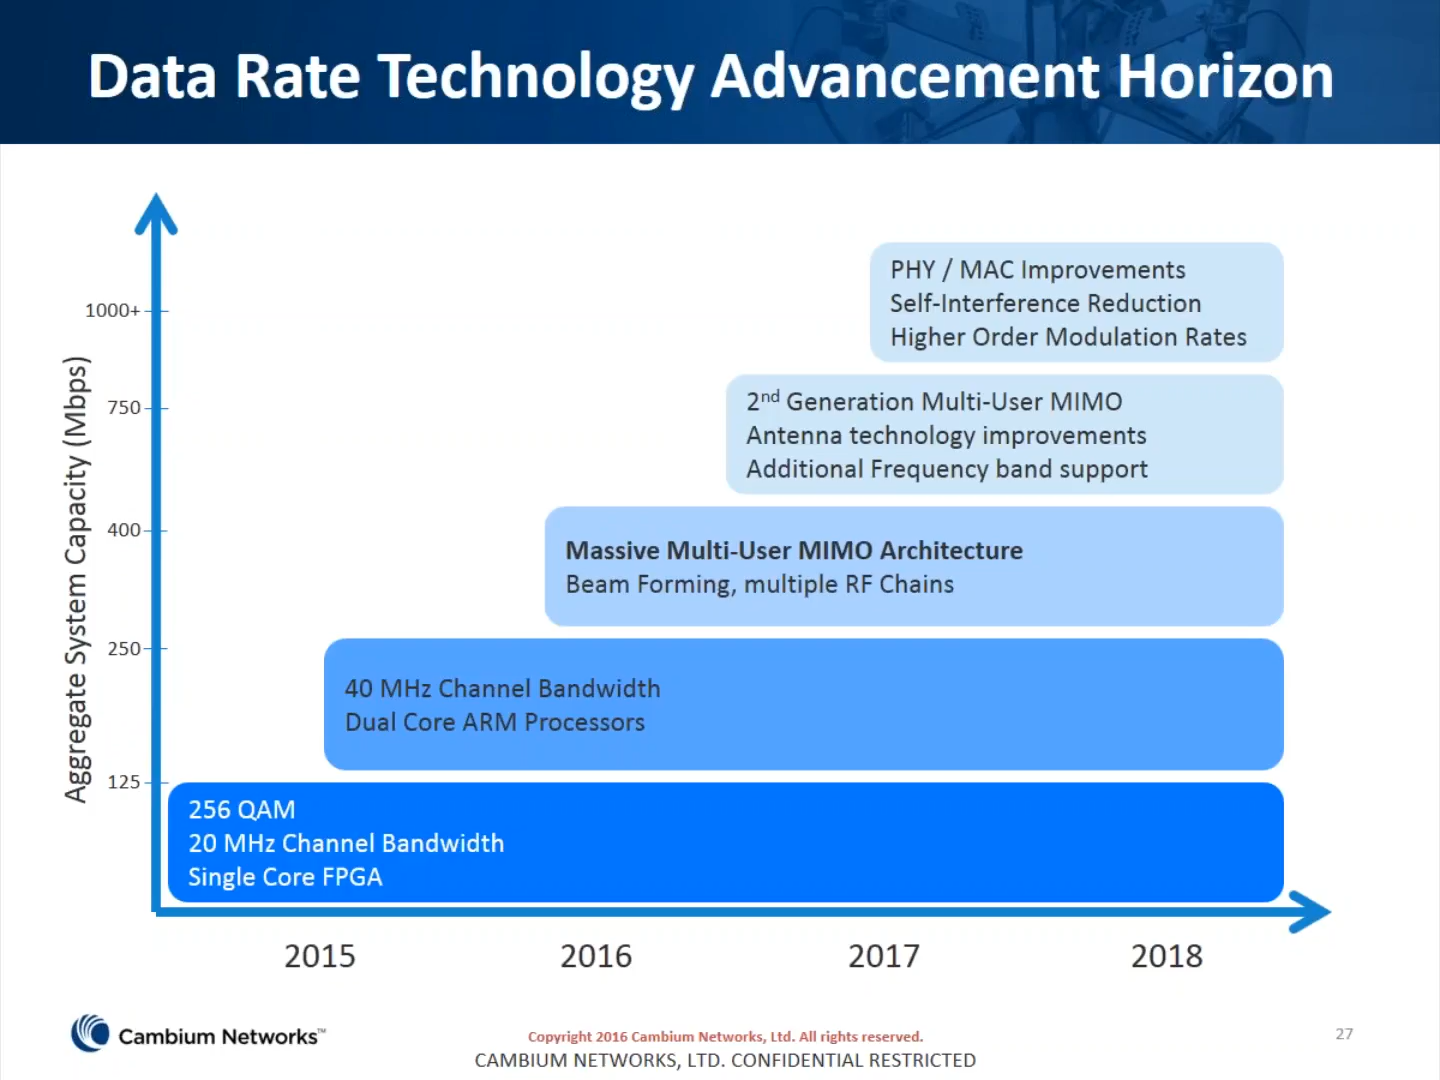 Data Rate Technology Advancement Horizon
Aggregate System Capacity (Mbps)
1000+
750
400
250
125
PHY / MAC Improvements
Self-Interference Reduction
Higher Order Modulation Rates
2nd Generation Multi-User MIMO
Antenna technology improvements
Additional Frequency band support
Massive Multi-User MIMO Architecture
Beam Forming, multiple RF Chains
40 MHz Channel Bandwidth
Dual Core ARM Processors
256 QAM
20 MHz Channel Bandwidth
Single Core FPGA
2015
2016
2017
2018
Cambium Networks™
Copyright 2016 Cambium Networks, Ltd. All rights reserved.
CAMBIUM NETWORKS, LTD. CONFIDENTIAL RESTRICTED
27